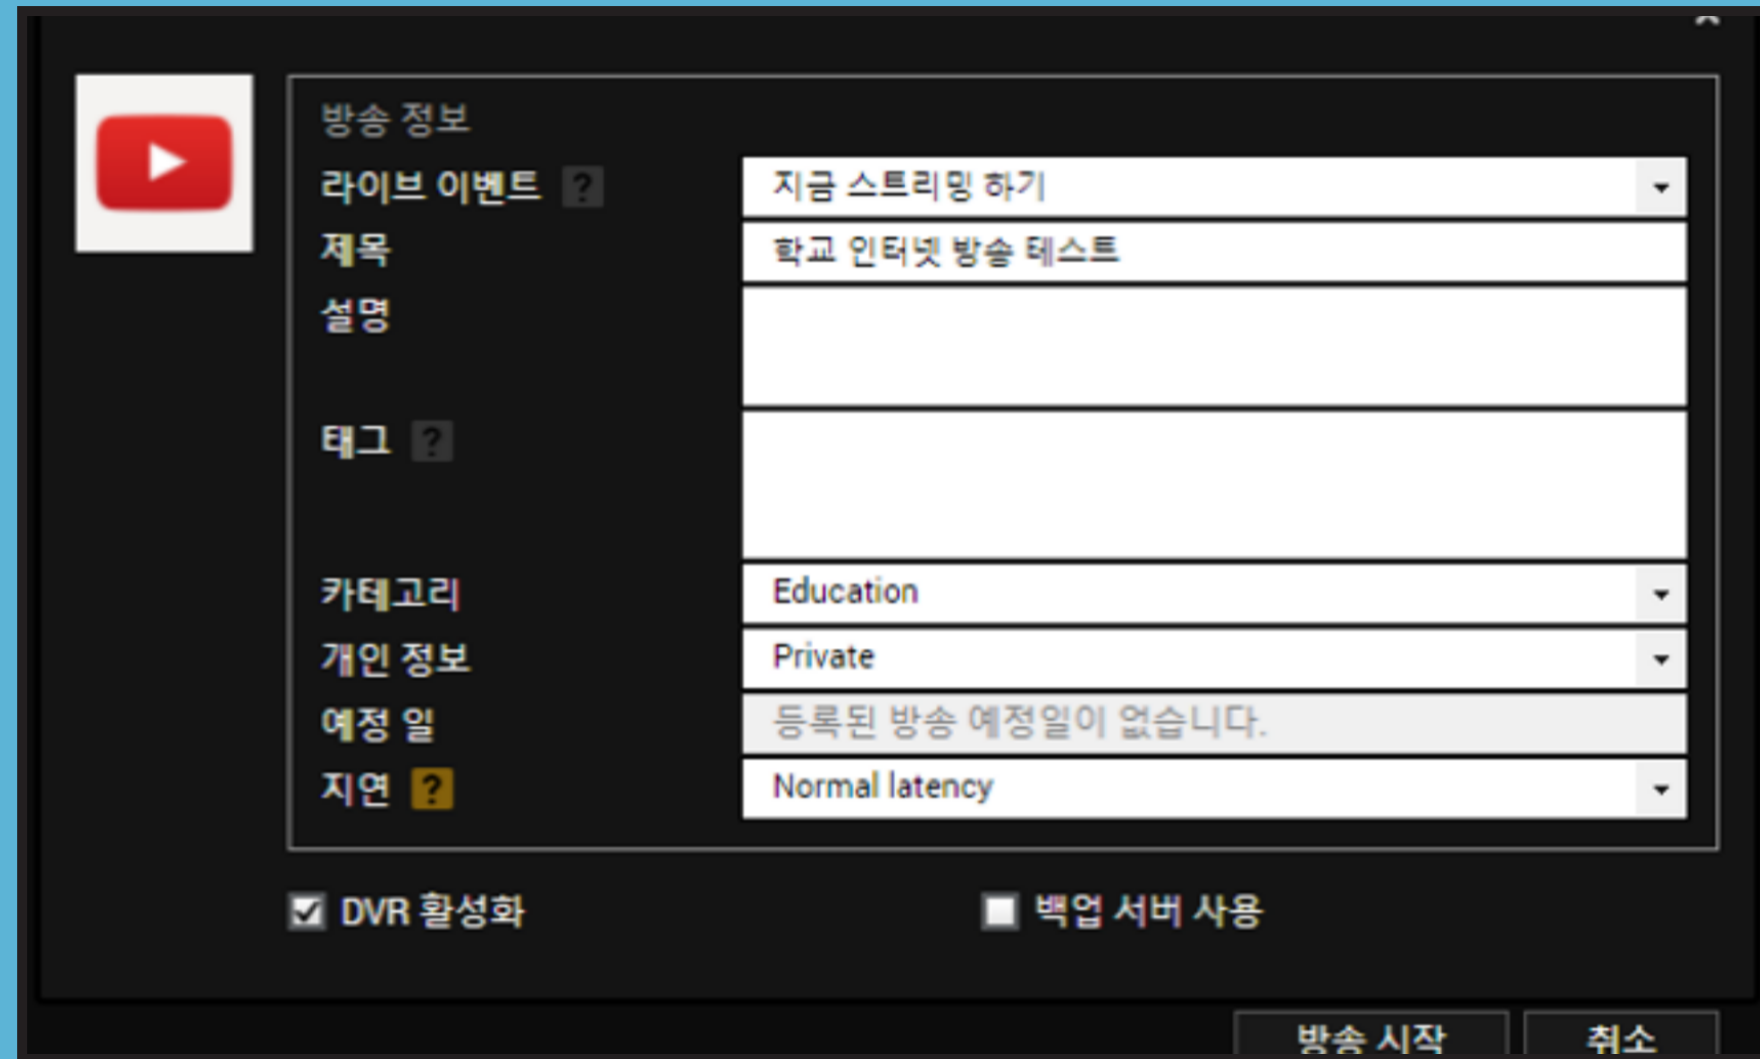 방송 정보
라이브 이벤트 ? 지금 스트리밍 하기
제목 학교 인터넷 방송 테스트
설명
태그 ?
카테고리 Education
개인 정보 Private
예정 일 등록된 방송 예정일이 없습니다.
지연 ? Normal latency
DVR 활성화 백업 서버 사용
방송 시작 취소